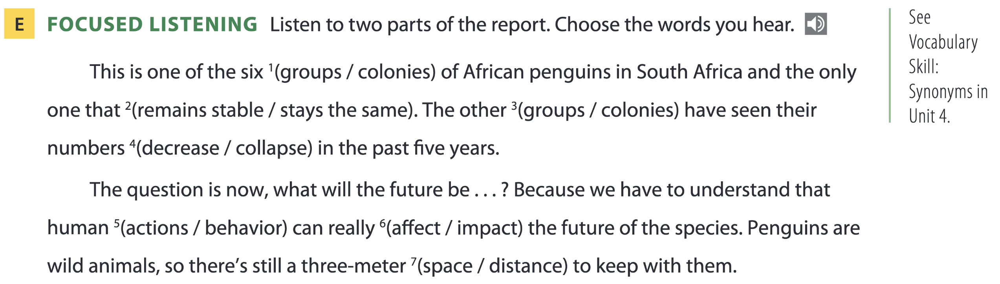 E FOCUSED LISTENING Listen to two parts of the report. Choose the words you hear.
This is one of the six ¹(groups / colonies) of African penguins in South Africa and the only
one that ²(remains stable / stays the same). The other ³(groups / colonies) have seen their
numbers ⁴(decrease / collapse) in the past five years.
The question is now, what will the future be . . . ? Because we have to understand that
human ⁵(actions / behavior) can really ⁶(affect / impact) the future of the species. Penguins are
wild animals, so there’s still a three-meter ⁷(space / distance) to keep with them.
See
Vocabulary
Skill:
Synonyms in
Unit 4.